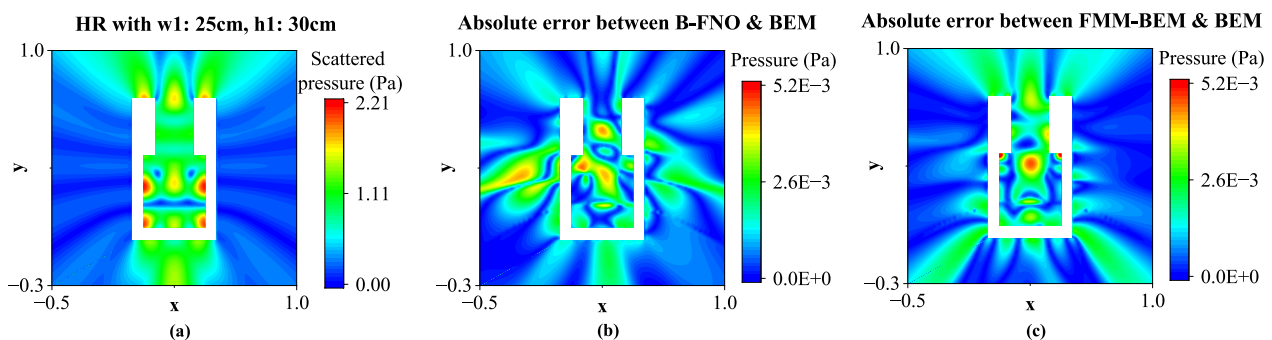 HR with w1: 25cm, h1: 30cm
Scattered
pressure (Pa)
1.0
y
−0.3
−0.5
x
1.0
2.21
1.11
0.00
(a)
Absolute error between B-FNO & BEM
Pressure (Pa)
1.0
y
−0.3
−0.5
x
1.0
5.2E−3
2.6E−3
0.0E+0
(b)
Absolute error between FMM-BEM & BEM
Pressure (Pa)
1.0
y
−0.3
−0.5
x
1.0
5.2E−3
2.6E−3
0.0E+0
(c)